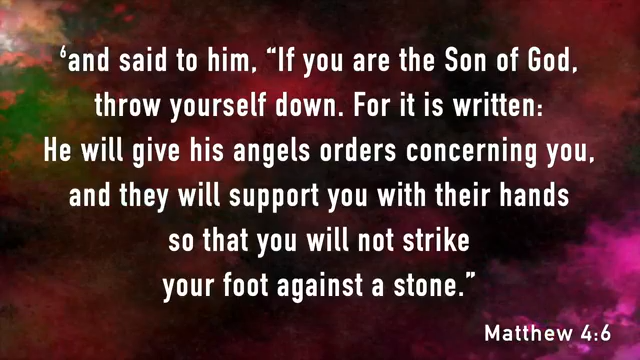 ⁶and said to him, “If you are the Son of God,
throw yourself down. For it is written:
He will give his angels orders concerning you,
and they will support you with their hands
so that you will not strike
your foot against a stone.”
Matthew 4:6